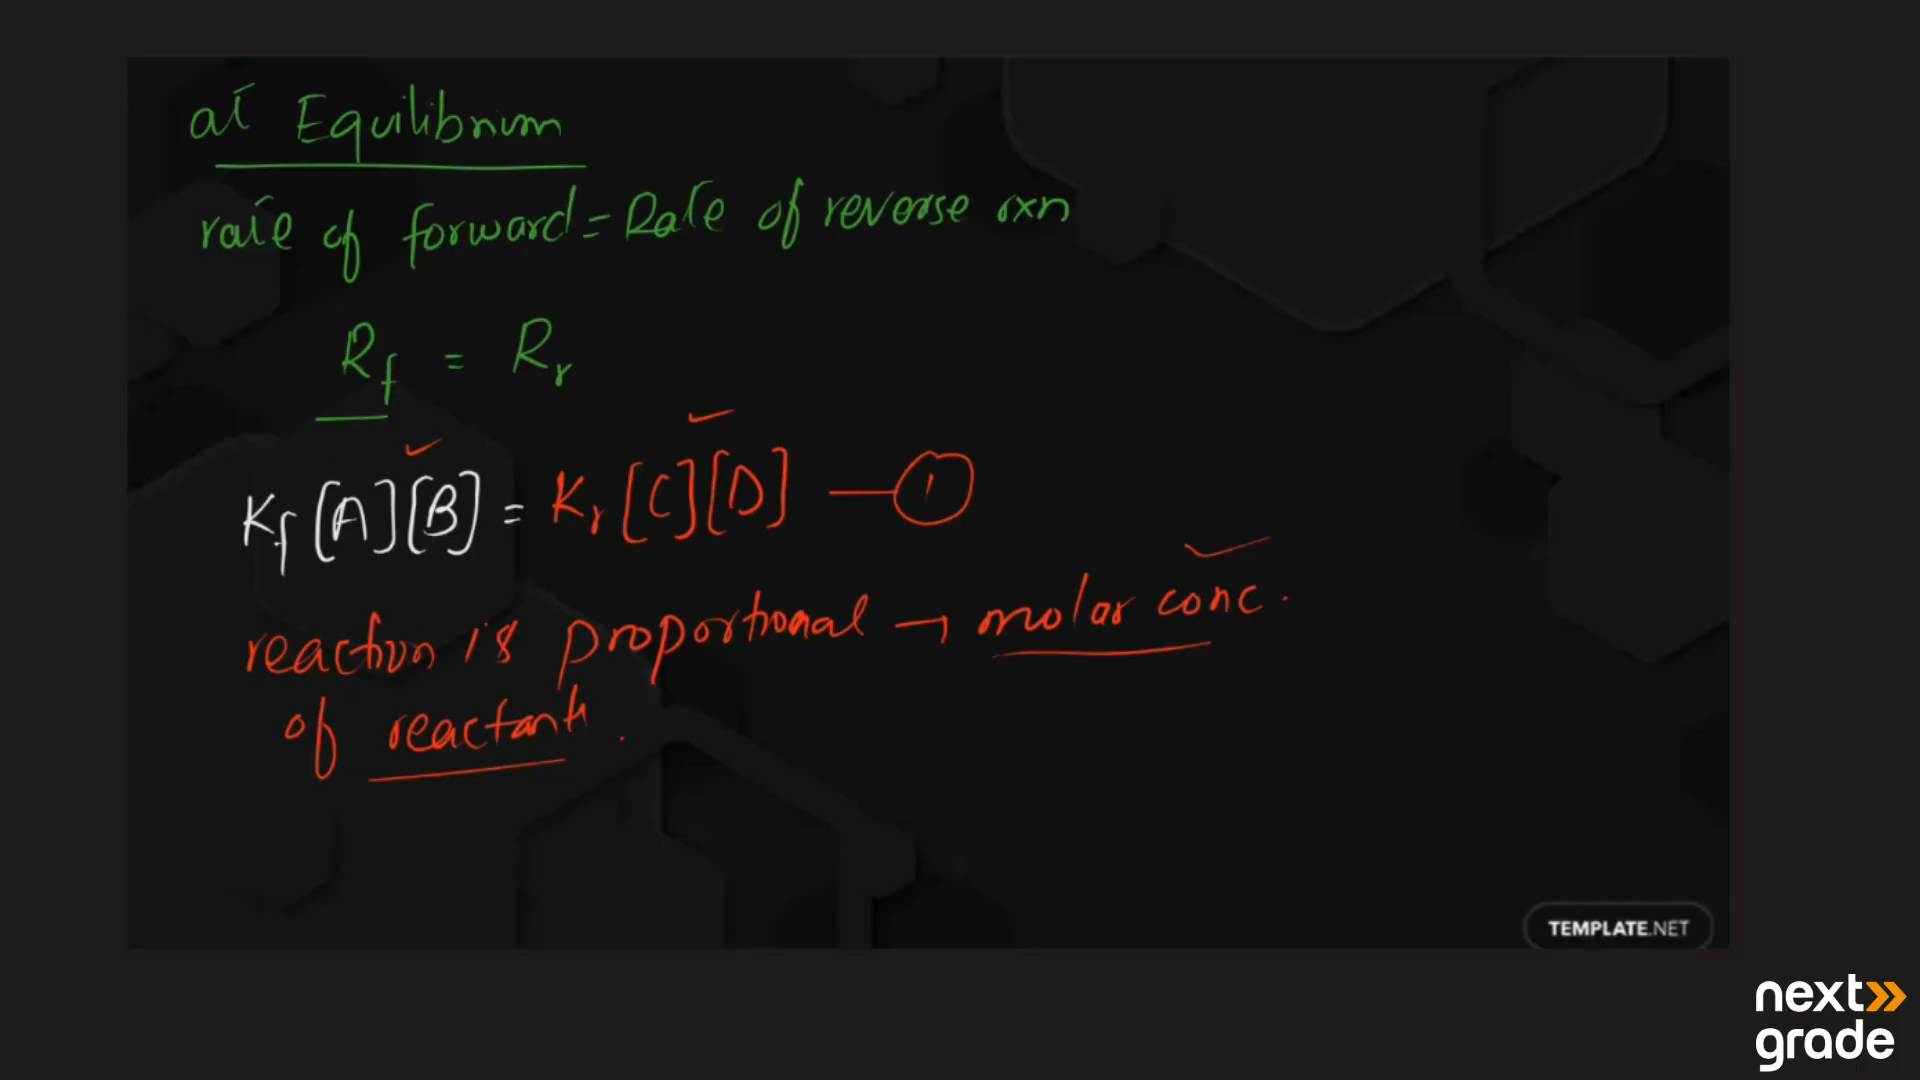 at Equilibrium
rate of forward = Rate of reverse rxn
Rf = Rr
Kf [A][B] = Kr [C][D] — 1
reaction is proportional → molar conc.
of reactants.
TEMPLATE.NET
next
grade